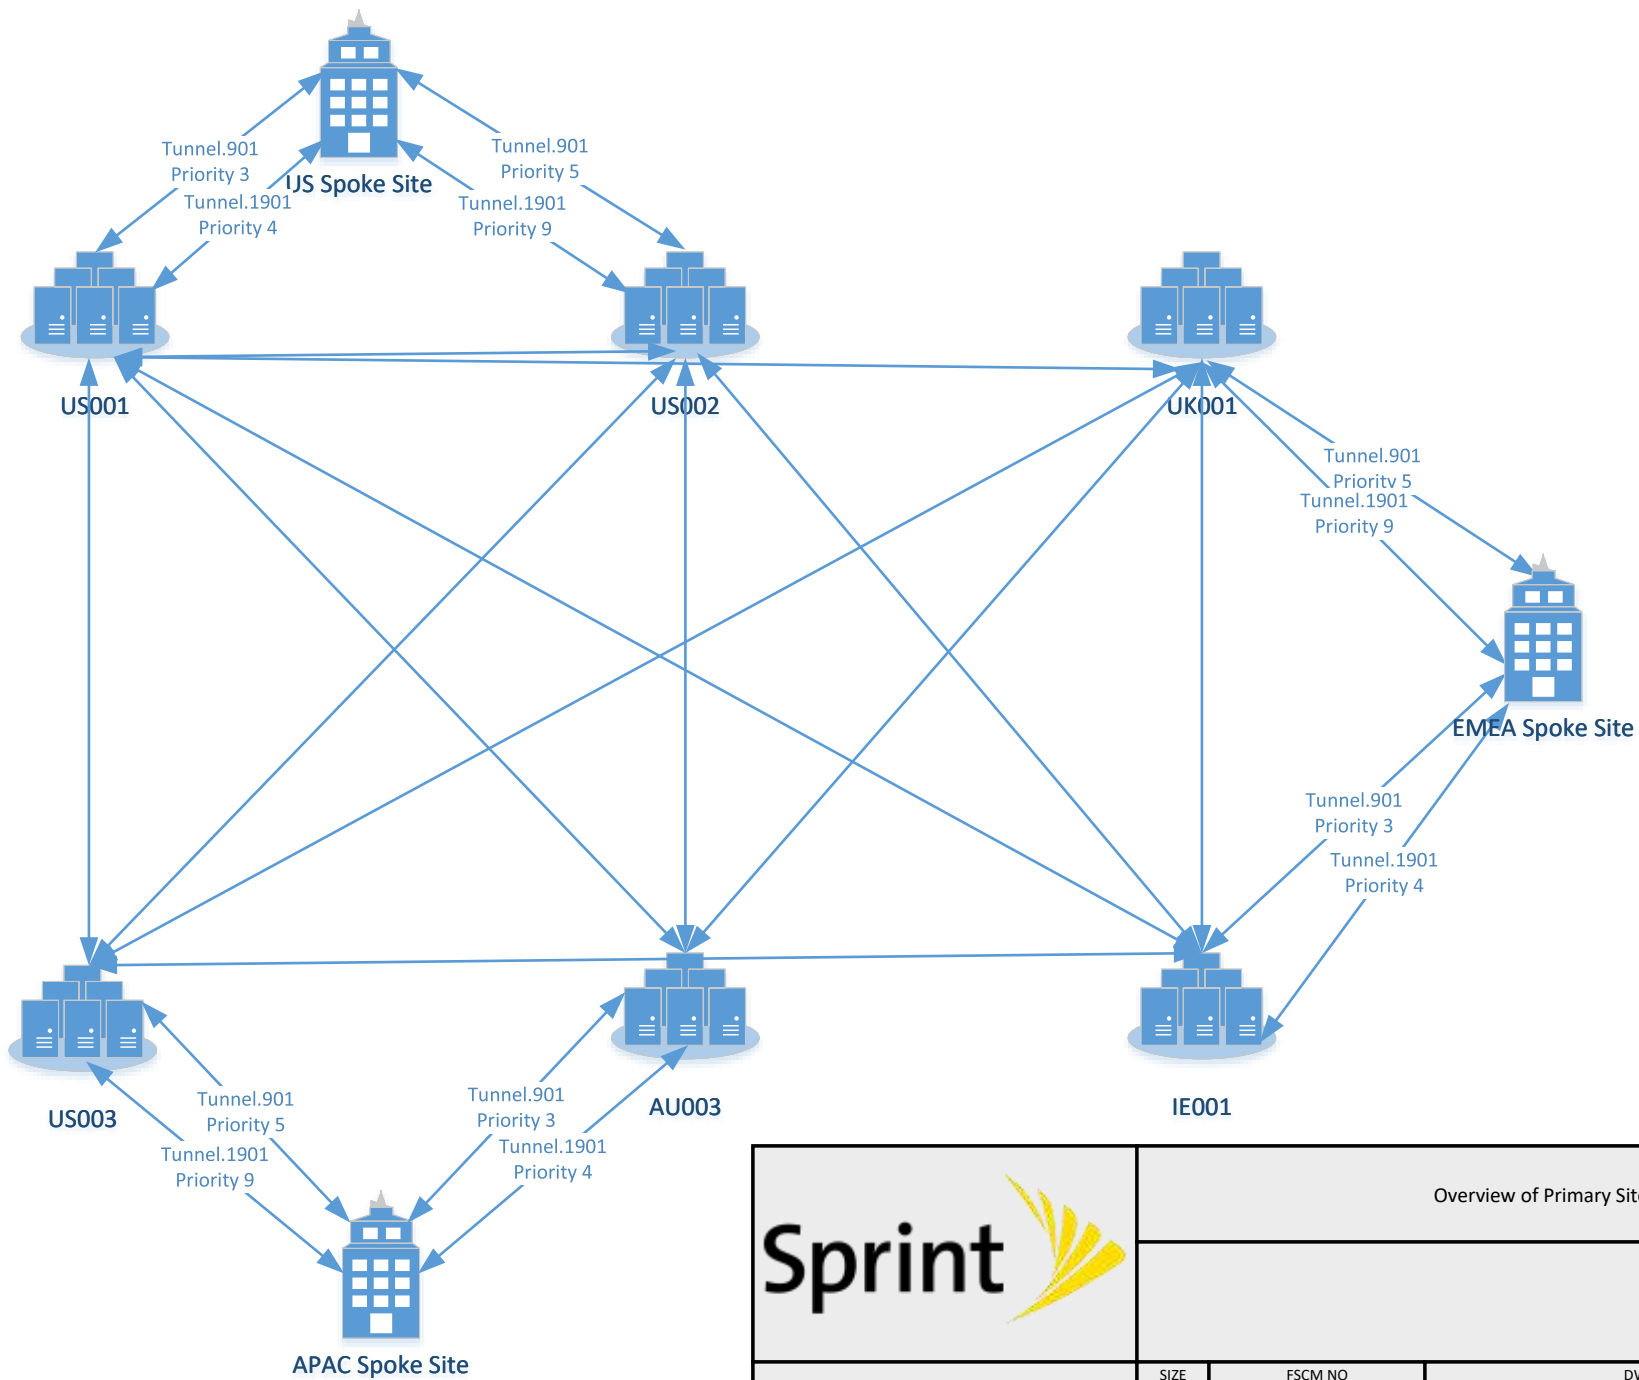 Tunnel.901
Priority 3
Tunnel.901
Priority 5
US Spoke Site
Tunnel.1901
Priority 4
Tunnel.1901
Priority 9
US001
US002
UK001
Tunnel.901
Priority 5
Tunnel.1901
Priority 9
EMEA Spoke Site
Tunnel.901
Priority 3
Tunnel.1901
Priority 4
US003
AU003
IE001
Tunnel.901
Priority 5
Tunnel.1901
Priority 9
Tunnel.901
Priority 3
Tunnel.1901
Priority 4
APAC Spoke Site
Sprint
Overview of Primary
SIZE
FSCM NO